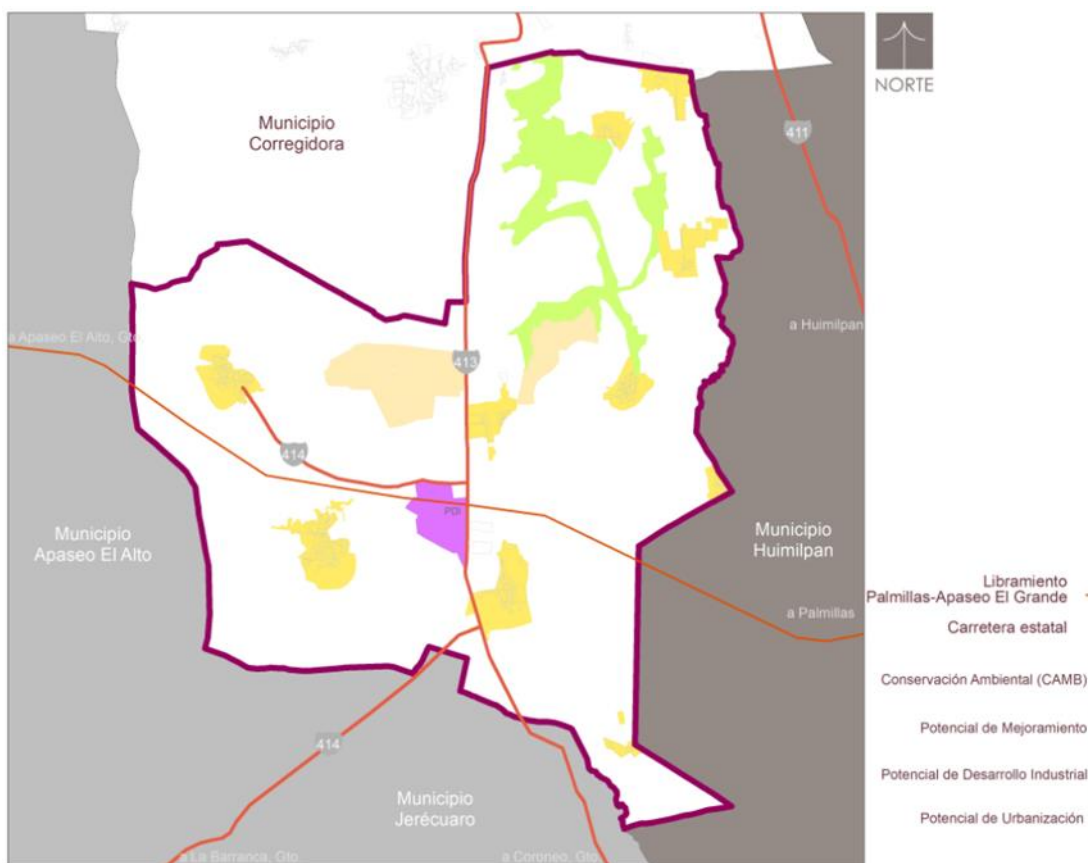 NORTE
Municipio
Corregidora
411
a Huimilpan
a Apaseo El Alto, Gto
413
414
PDI
Municipio
Apaseo El Alto
Municipio
Huimilpan
a Palmillas
414
Municipio
Jerécuaro
a La Barranca, Gto
a Coroneo, Gto
Libramiento
Palmillas-Apaseo El Grande
Carretera estatal
Conservación Ambiental (CAMB)
Potencial de Mejoramiento
Potencial de Desarrollo Industrial
Potencial de Urbanización